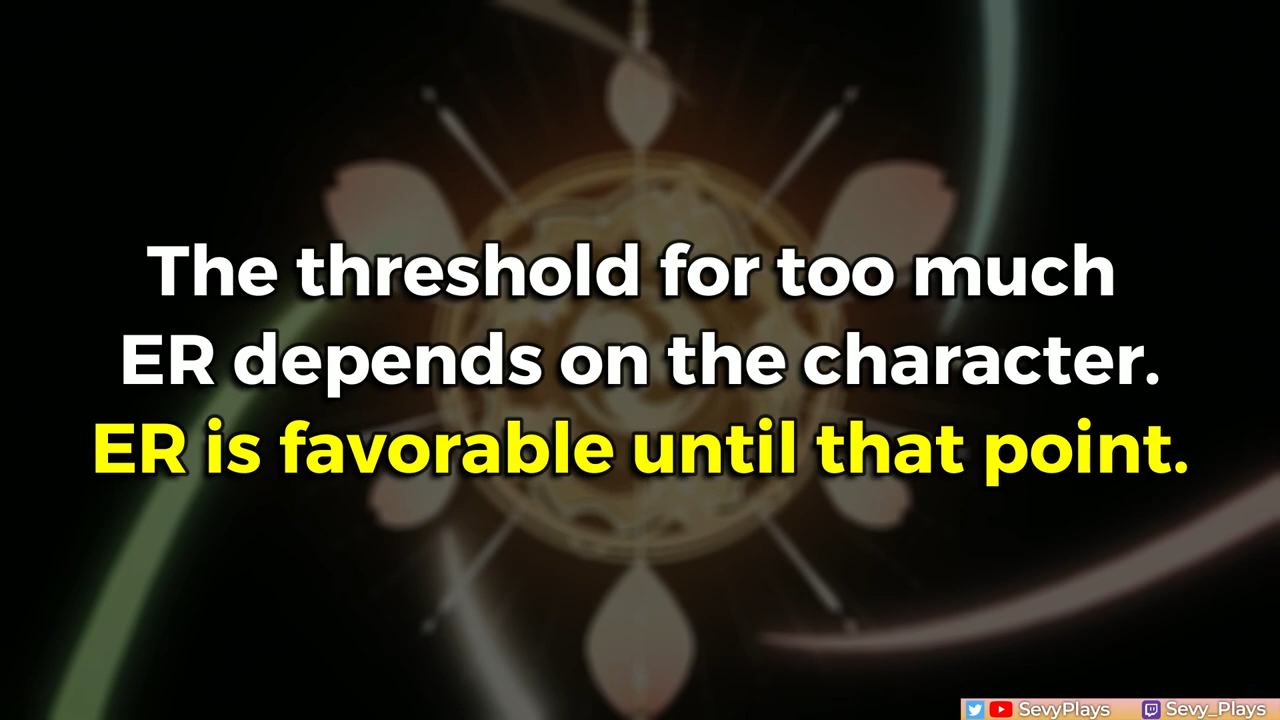 The threshold for too much
ER depends on the character.
ER is favorable until that point.
SevyPlays Sevy_Plays